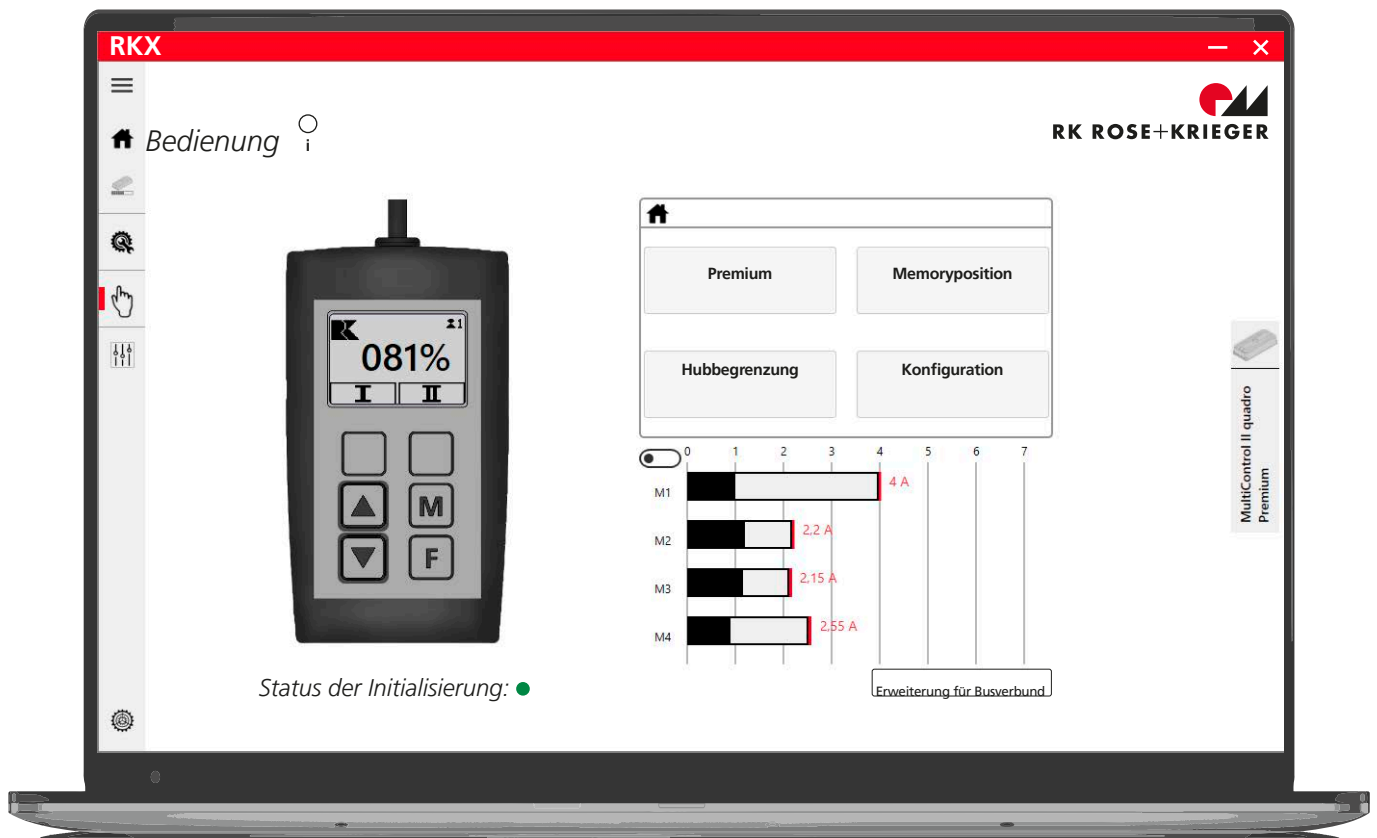 RKX
Bedienung i
RK ROSE+KRIEGER
RK 1
081%
I II
M
F
Status der Initialisierung:
Premium Memoryposition
Hubbegrenzung Konfiguration
0 1 2 3 4 5 6 7
M1 4 A
M2 2,2 A
M3 2,15 A
M4 2,55 A
Erweiterung für Busverbund
MultiControl II quadro
Premium